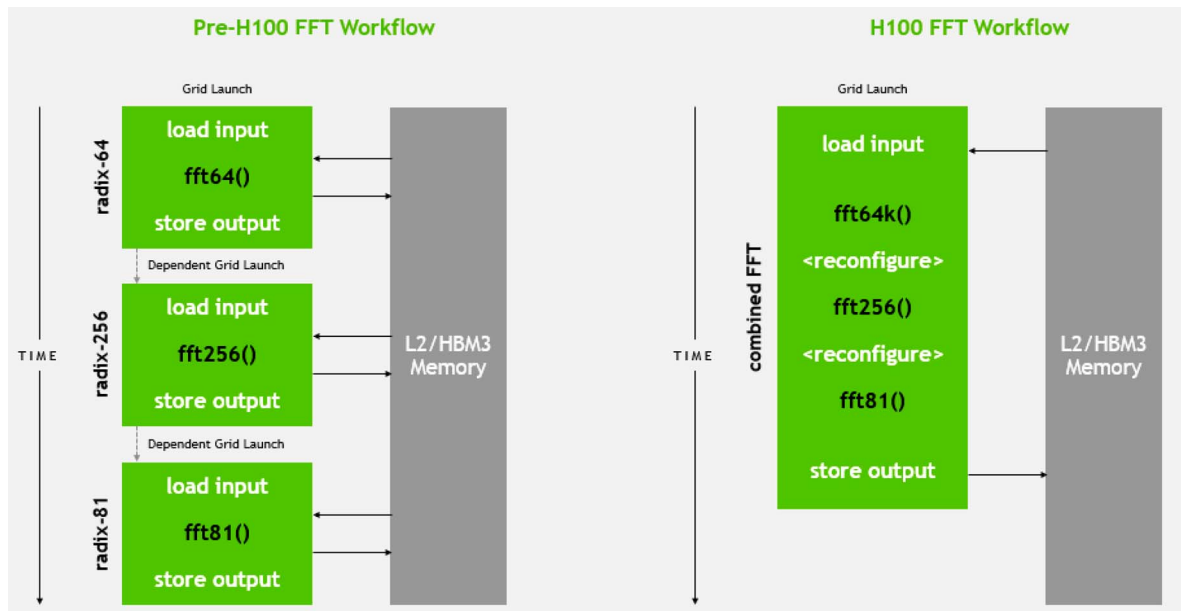 Pre-H100 FFT Workflow
Grid Launch
TIME
radix-64
load input
fft64()
store output
Dependent Grid Launch
radix-256
load input
fft256()
store output
Dependent Grid Launch
radix-81
load input
fft81()
store output
L2/HBM3
Memory
H100 FFT Workflow
Grid Launch
TIME
combined FFT
load input
fft64k()
<reconfigure>
fft256()
<reconfigure>
fft81()
store output
L2/HBM3
Memory